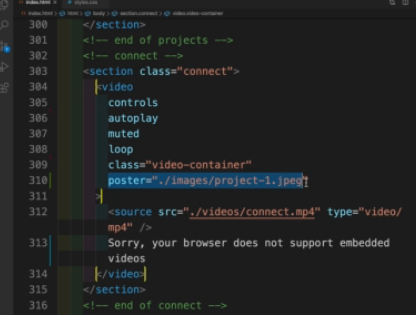 index.html
styles.css
index.html > html > body > section.connect > video.video-container
300 </section>
301 <!-- end of projects -->
302 <!-- connect -->
303 <section class="connect">
304 <video
305 controls
306 autoplay
307 muted
308 loop
309 class="video-container"
310 poster="./images/project-1.jpeg"
311 >
312 <source src="./videos/connect.mp4" type="video/
mp4" />
313 Sorry, your browser does not support embedded
videos
314 </video>
315 </section>
316 <!-- end of connect -->